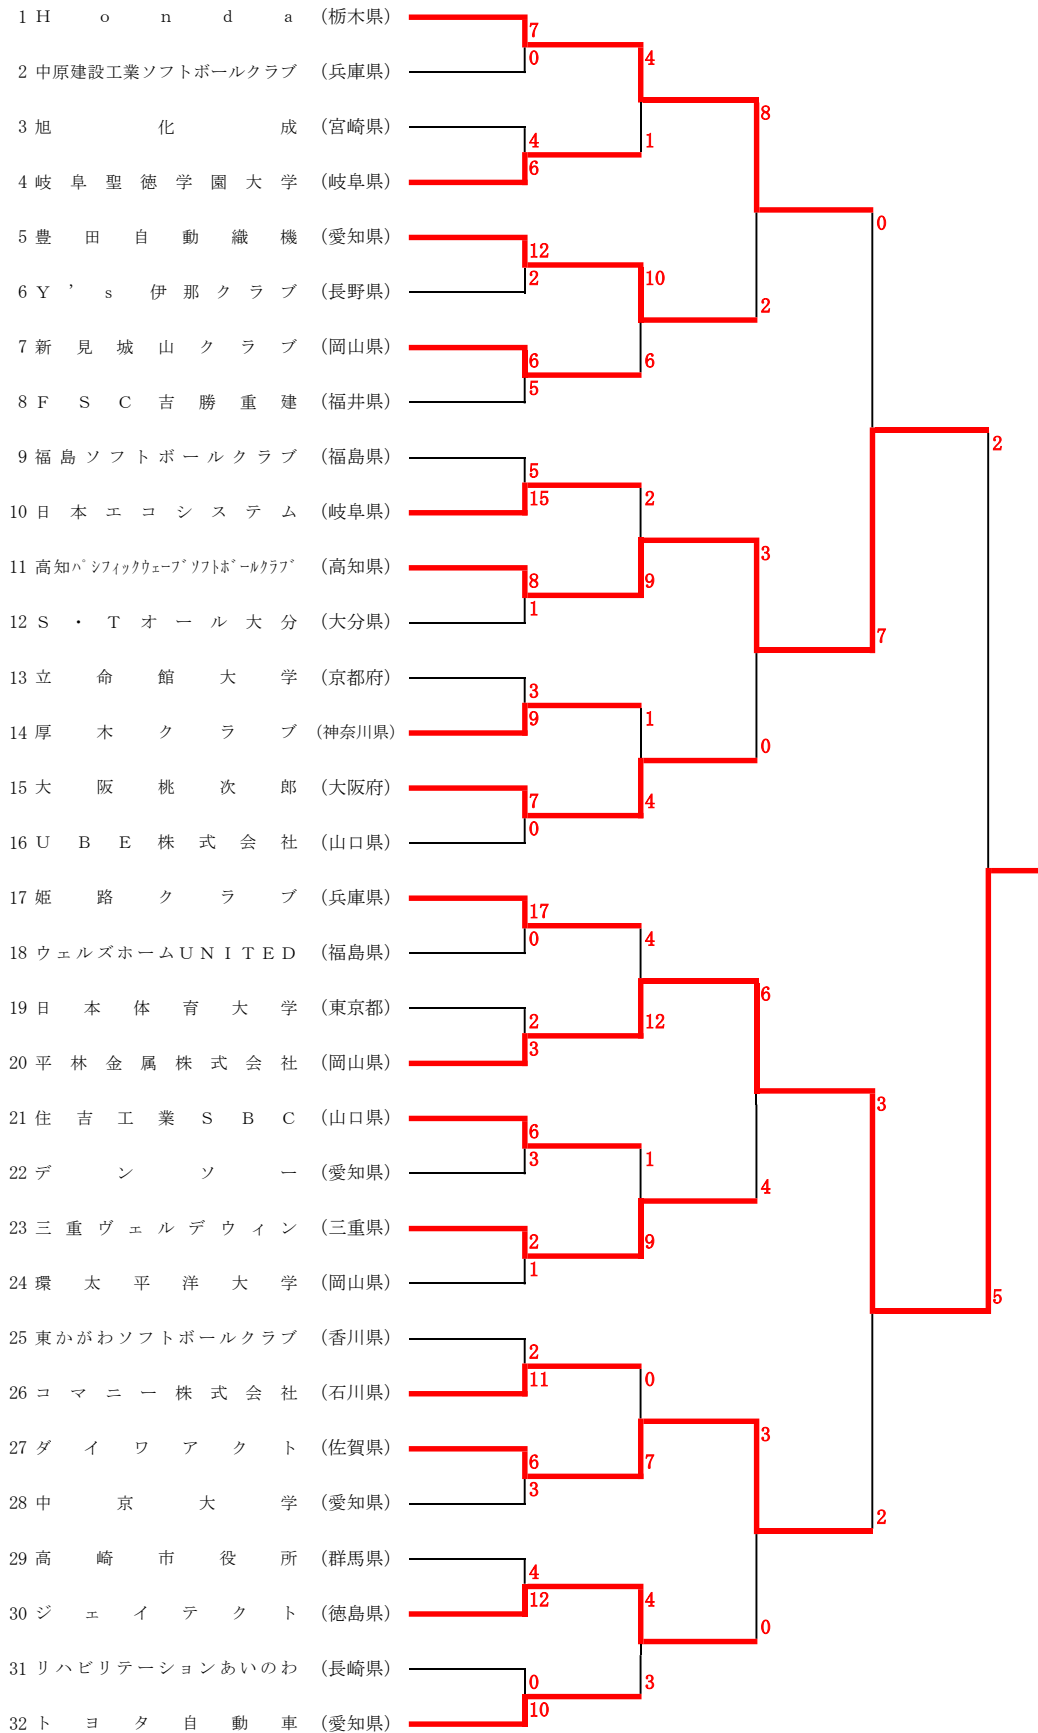 1 Honda (栃木県)
7
2 中原建設工業ソフトボールクラブ (兵庫県)
0
4
8
3 旭化成 (宮崎県)
4
1
4 岐阜聖徳学園大学 (岐阜県)
6
0
5 豊田自動織機 (愛知県)
12
6 Y’s 伊那クラブ (長野県)
2
10
2
7 新見城山クラブ (岡山県)
6
6
8 FSC吉勝重建 (福井県)
5
2
9 福島ソフトボールクラブ (福島県)
5
10 日本エコシステム (岐阜県)
15
2
3
11 高知パシフィックウェーブソフトボールクラブ (高知県)
8
9
12 S・Tオール大分 (大分県)
1
7
13 立命館大学 (京都府)
3
14 厚木クラブ (神奈川県)
9
1
0
15 大阪桃次郎 (大阪府)
7
4
16 UBE株式会社 (山口県)
0
17 姫路クラブ (兵庫県)
17
18 ウェルズホームUNITED (福島県)
0
4
6
19 日本体育大学 (東京都)
2
12
20 平林金属株式会社 (岡山県)
3
3
21 住吉工業SBC (山口県)
6
22 デンソー (愛知県)
3
1
4
23 三重ヴェルデウィン (三重県)
2
9
24 環太平洋大学 (岡山県)
1
5
25 東かがわソフトボールクラブ (香川県)
2
26 コマニー株式会社 (石川県)
11
0
3
27 ダイワアクト (佐賀県)
6
7
28 中京大学 (愛知県)
3
2
29 高崎市役所 (群馬県)
4
30 ジェイテクト (徳島県)
12
4
0
31 リハビリテーションあいのわ (長崎県)
0
3
32 トヨタ自動車 (愛知県)
10